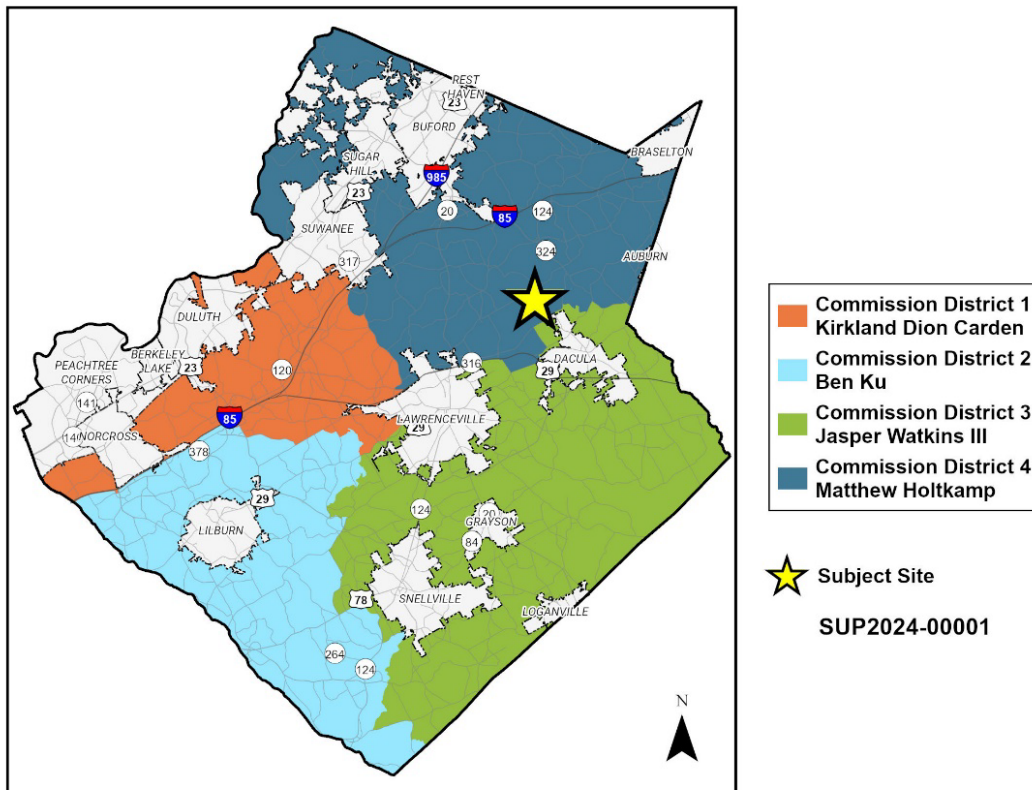 REST
HAVEN
23
BUFORD
BRASELTON
SUGAR
HILL
985
23
20
85
124
SUWANEE
324
317
AUBURN
DULUTH
PEACHTREE
CORNERS
BERKELEY
LAKE
23
120
316
DACULA
29
141
85
LAWRENCEVILLE
29
14
NORCROSS
378
29
LILBURN
124
20
GRAYSON
84
78
SNELLVILLE
LOGANVILLE
264
124
N
Commission District 1
Kirkland Dion Carden
Commission District 2
Ben Ku
Commission District 3
Jasper Watkins III
Commission District 4
Matthew Holtkamp
Subject Site
SUP2024-00001